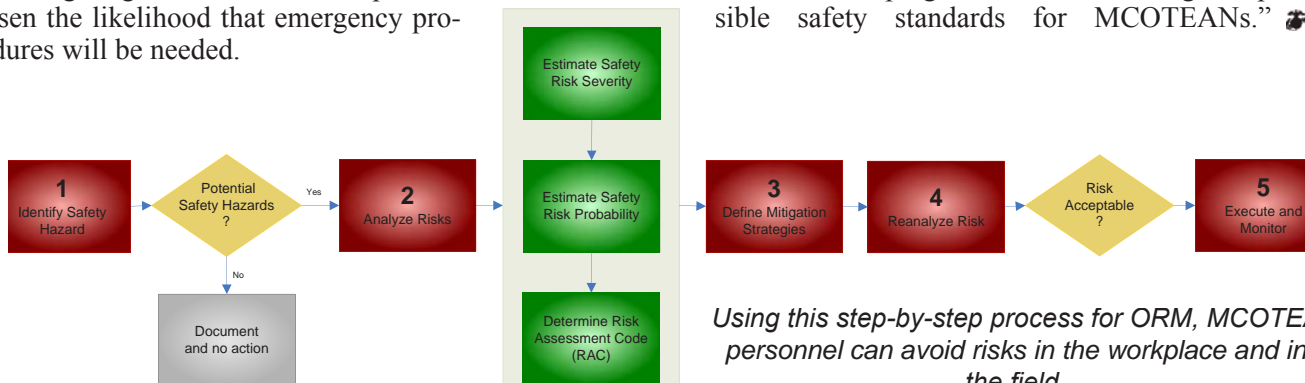 sen the likelihood that emergency pro-
dures will be needed.
sible safety standards for MCOTEANs.”
1
Identify Safety
Hazard
Potential
Safety Hazards
?
Yes
No
Document
and no action
2
Analyze Risks
Estimate Safety
Risk Severity
Estimate Safety
Risk Probability
Determine Risk
Assessment Code
(RAC)
3
Define Mitigation
Strategies
4
Reanalyze Risk
Risk
Acceptable
?
5
Execute and
Monitor
Using this step-by-step process for ORM, MCOTEA
personnel can avoid risks in the workplace and in
the field